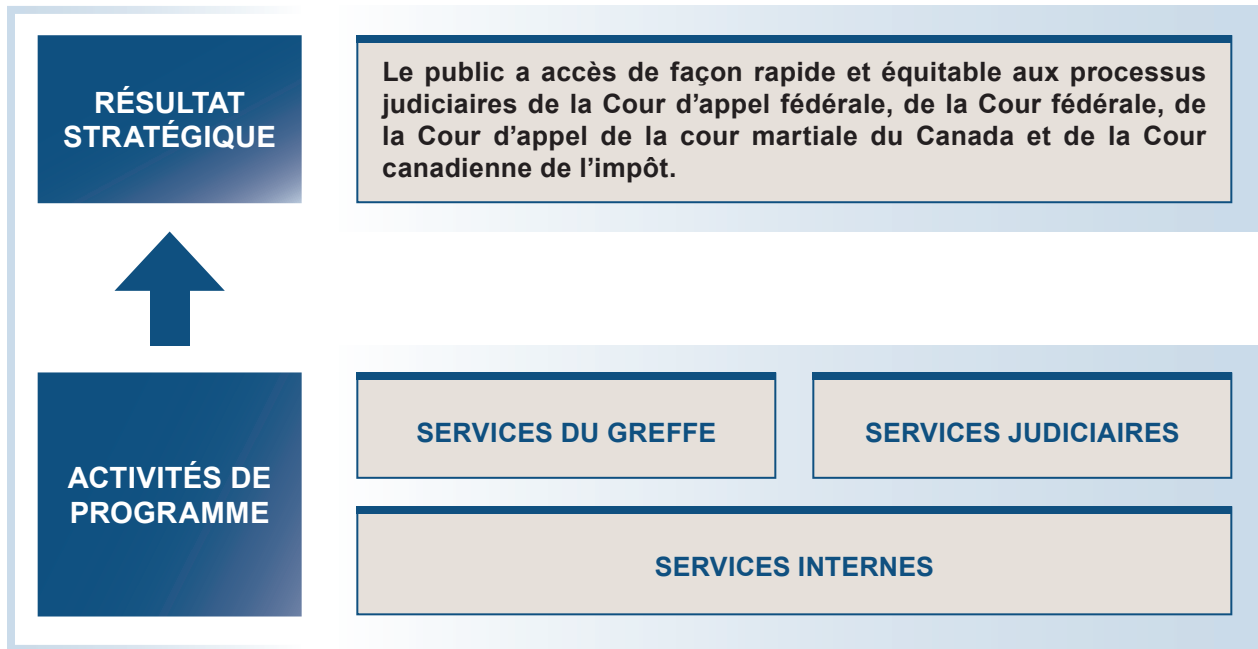 RÉSULTAT
STRATÉGIQUE
Le public a accès de façon rapide et équitable aux processus
judiciaires de la Cour d’appel fédérale, de la Cour fédérale, de
la Cour d’appel de la cour martiale du Canada et de la Cour
canadienne de l’impôt.
ACTIVITÉS DE
PROGRAMME
SERVICES DU GREFFE
SERVICES JUDICIAIRES
SERVICES INTERNES